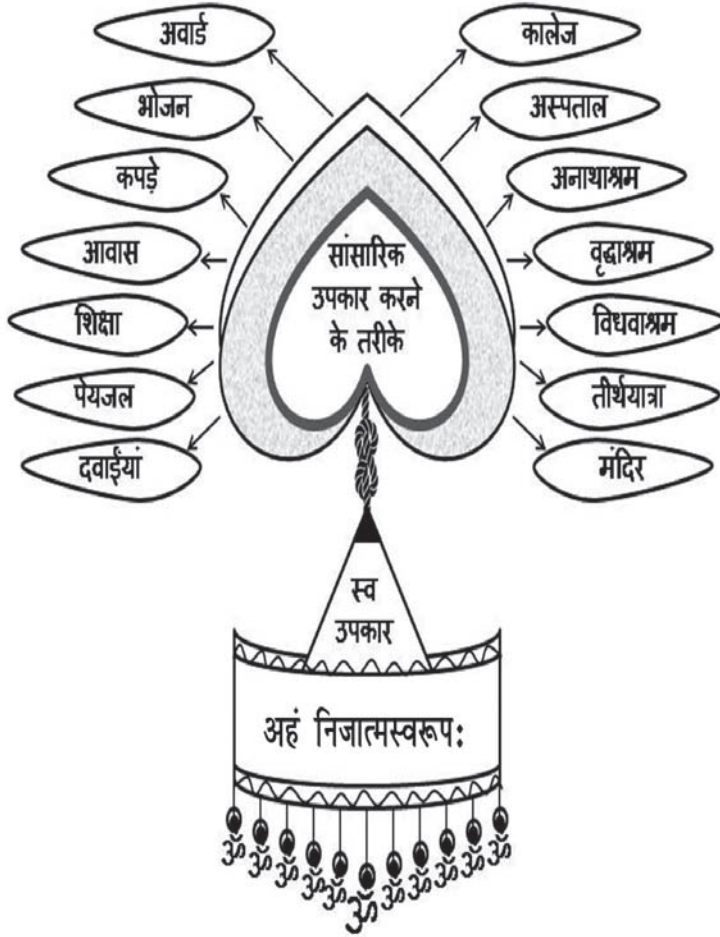 अवार्ड
कालेज
भोजन
अस्पताल
कपड़े
अनाथाश्रम
आवास
वृद्धाश्रम
शिक्षा
विधवाश्रम
पेयजल
तीर्थयात्रा
दवाईयां
मंदिर
सांसारिक
उपकार करने
के तरीके
स्व
उपकार
अहं निजात्मस्वरूप:
ॐ ॐ ॐ ॐ ॐ ॐ ॐ ॐ ॐ ॐ ॐ